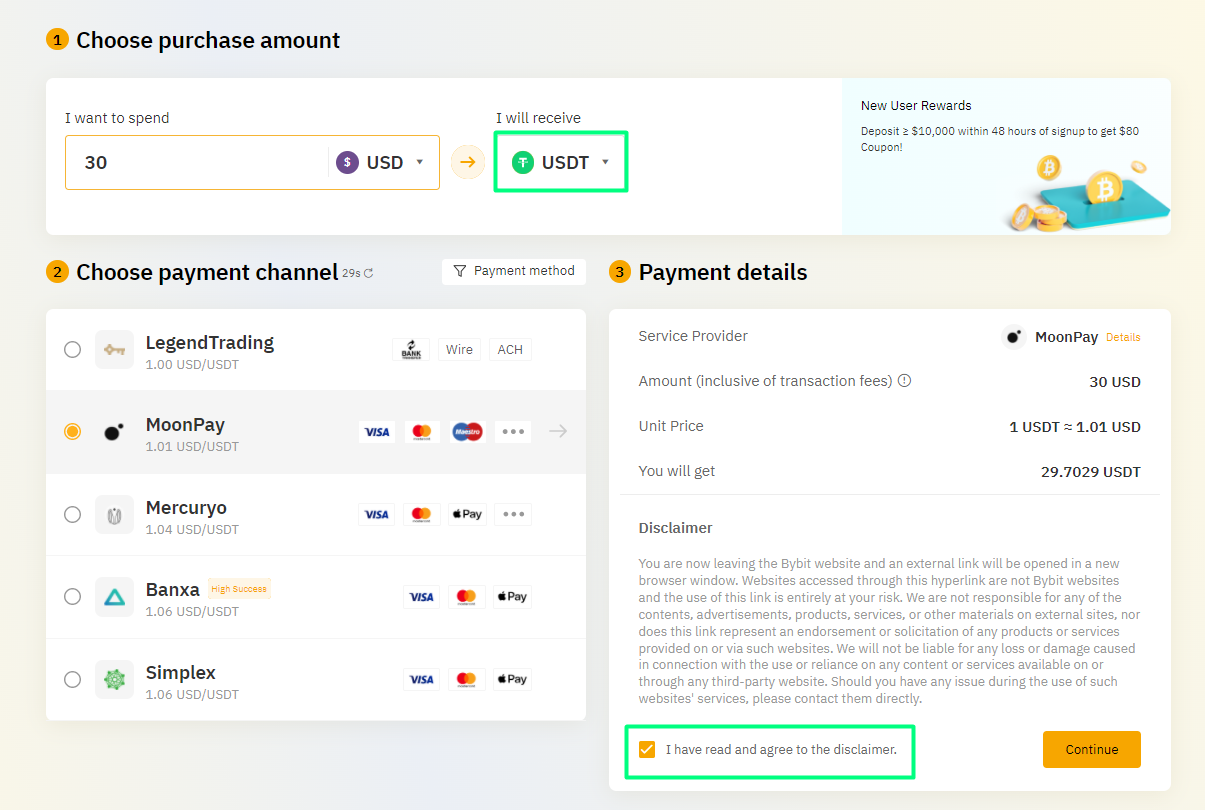 1 Choose purchase amount
I want to spend
30
$ USD
I will receive
USDT
New User Rewards
Deposit ≥ $10,000 within 48 hours of signup to get $80
Coupon!
2 Choose payment channel 29s
Payment method
LegendTrading
1.00 USD/USDT
BANK
TRANSFER
Wire
ACH
MoonPay
1.01 USD/USDT
VISA
Maestro
Mercuryo
1.04 USD/USDT
VISA
Pay
Banxa High Success
1.06 USD/USDT
VISA
Pay
Simplex
1.06 USD/USDT
VISA
Pay
3 Payment details
Service Provider
MoonPay Details
Amount (inclusive of transaction fees)
30 USD
Unit Price
1 USDT ≈ 1.01 USD
You will get
29.7029 USDT
Disclaimer
You are now leaving the Bybit website and an external link will be opened in a new
browser window. Websites accessed through this hyperlink are not Bybit websites
and the use of this link is entirely at your risk. We are not responsible for any of the
contents, advertisements, products, services, or other materials on external sites, nor
does this link represent an endorsement or solicitation of any products or services
provided on or via such websites. We will not be liable for any loss or damage caused
in connection with the use or reliance on any content or services available on or
through any third-party website. Should you have any issue during the use of such
websites' services, please contact them directly.
I have read and agree to the disclaimer.
Continue